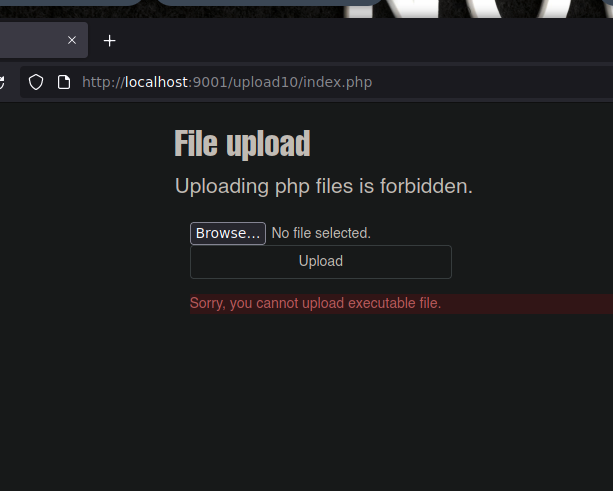 http://localhost:9001/upload10/index.php
File upload
Uploading php files is forbidden.
Browse... No file selected.
Upload
Sorry, you cannot upload executable file.